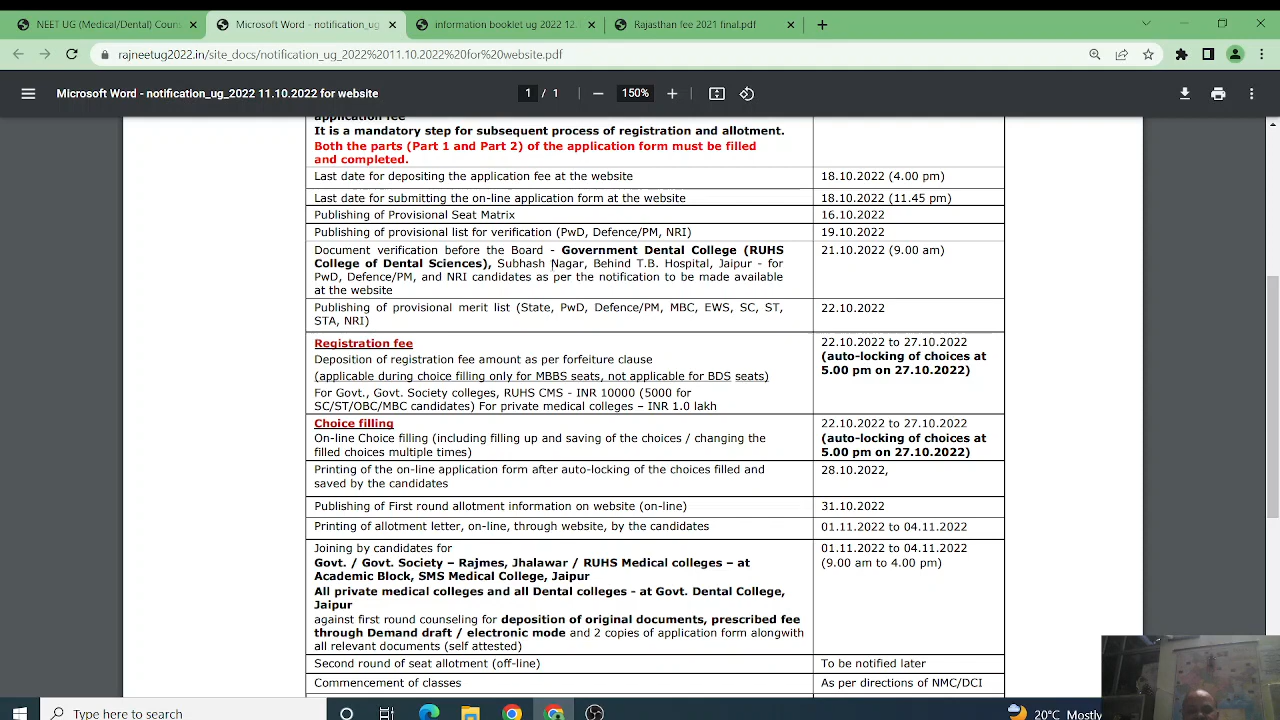 NEET UG (Medical/Dental) Couns
Microsoft Word - notification_ug_
information booklet ug 2022 12.
Rajasthan fee 2021 final.pdf
rajneetug2022.in/site_docs/notification_ug_2022%2011.10.2022%20for%20website.pdf
Microsoft Word - notification_ug_2022 11.10.2022 for website
1 / 1
150%
application fee
It is a mandatory step for subsequent process of registration and allotment.
Both the parts (Part 1 and Part 2) of the application form must be filled
and completed.
Last date for depositing the application fee at the website 18.10.2022 (4.00 pm)
Last date for submitting the on-line application form at the website 18.10.2022 (11.45 pm)
Publishing of Provisional Seat Matrix 16.10.2022
Publishing of provisional list for verification (PwD, Defence/PM, NRI) 19.10.2022
Document verification before the Board - Government Dental College (RUHS 21.10.2022 (9.00 am)
College of Dental Sciences), Subhash Nagar, Behind T.B. Hospital, Jaipur - for
PwD, Defence/PM, and NRI candidates as per the notification to be made available
at the website
Publishing of provisional merit list (State, PwD, Defence/PM, MBC, EWS, SC, ST, 22.10.2022
STA, NRI)
Registration fee 22.10.2022 to 27.10.2022
Deposition of registration fee amount as per forfeiture clause (auto-locking of choices at
(applicable during choice filling only for MBBS seats, not applicable for BDS seats) 5.00 pm on 27.10.2022)
For Govt., Govt. Society colleges, RUHS CMS - INR 10000 (5000 for
SC/ST/OBC/MBC candidates) For private medical colleges – INR 1.0 lakh
Choice filling 22.10.2022 to 27.10.2022
On-line Choice filling (including filling up and saving of the choices / changing the (auto-locking of choices at
filled choices multiple times) 5.00 pm on 27.10.2022)
Printing of the on-line application form after auto-locking of the choices filled and 28.10.2022,
saved by the candidates
Publishing of First round allotment information on website (on-line) 31.10.2022
Printing of allotment letter, on-line, through website, by the candidates 01.11.2022 to 04.11.2022
Joining by candidates for 01.11.2022 to 04.11.2022
Govt. / Govt. Society – Rajmes, Jhalawar / RUHS Medical colleges – at (9.00 am to 4.00 pm)
Academic Block, SMS Medical College, Jaipur
All private medical colleges and all Dental colleges - at Govt. Dental College,
Jaipur
against first round counseling for deposition of original documents, prescribed fee
through Demand draft / electronic mode and 2 copies of application form alongwith
all relevant documents (self attested)
Second round of seat allotment (off-line) To be notified later
Commencement of classes As per directions of NMC/DCI
Type here to search
20°C Mostly